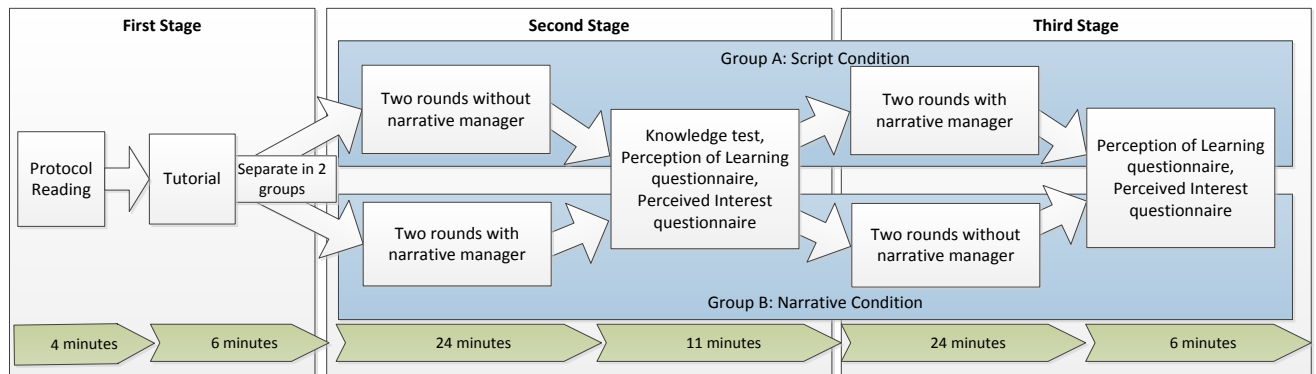 First Stage
Second Stage
Third Stage
Group A: Script Condition
Two rounds without
narrative manager
Two rounds with
narrative manager
Protocol
Reading
Tutorial
Separate in 2
groups
Knowledge test,
Perception of Learning
questionnaire,
Perceived Interest
questionnaire
Perception of Learning
questionnaire,
Perceived Interest
questionnaire
Two rounds with
narrative manager
Two rounds without
narrative manager
Group B: Narrative Condition
4 minutes
6 minutes
24 minutes
11 minutes
24 minutes
6 minutes